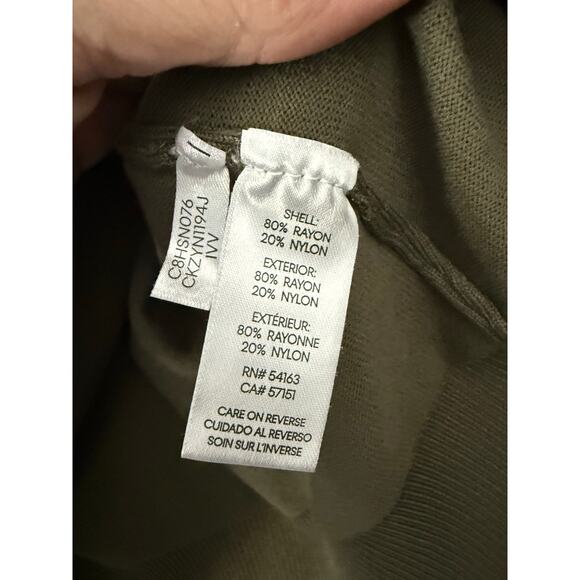 C8HSN076
CKZYN1194J
IVV
SHELL:
80% RAYON
20% NYLON
EXTERIOR:
80% RAYON
20% NYLON
EXTÉRIEUR:
80% RAYONNE
20% NYLON
RN# 54163
CA# 57151
CARE ON REVERSE
CUIDADO AL REVERSO
SOIN SUR L'INVERSE